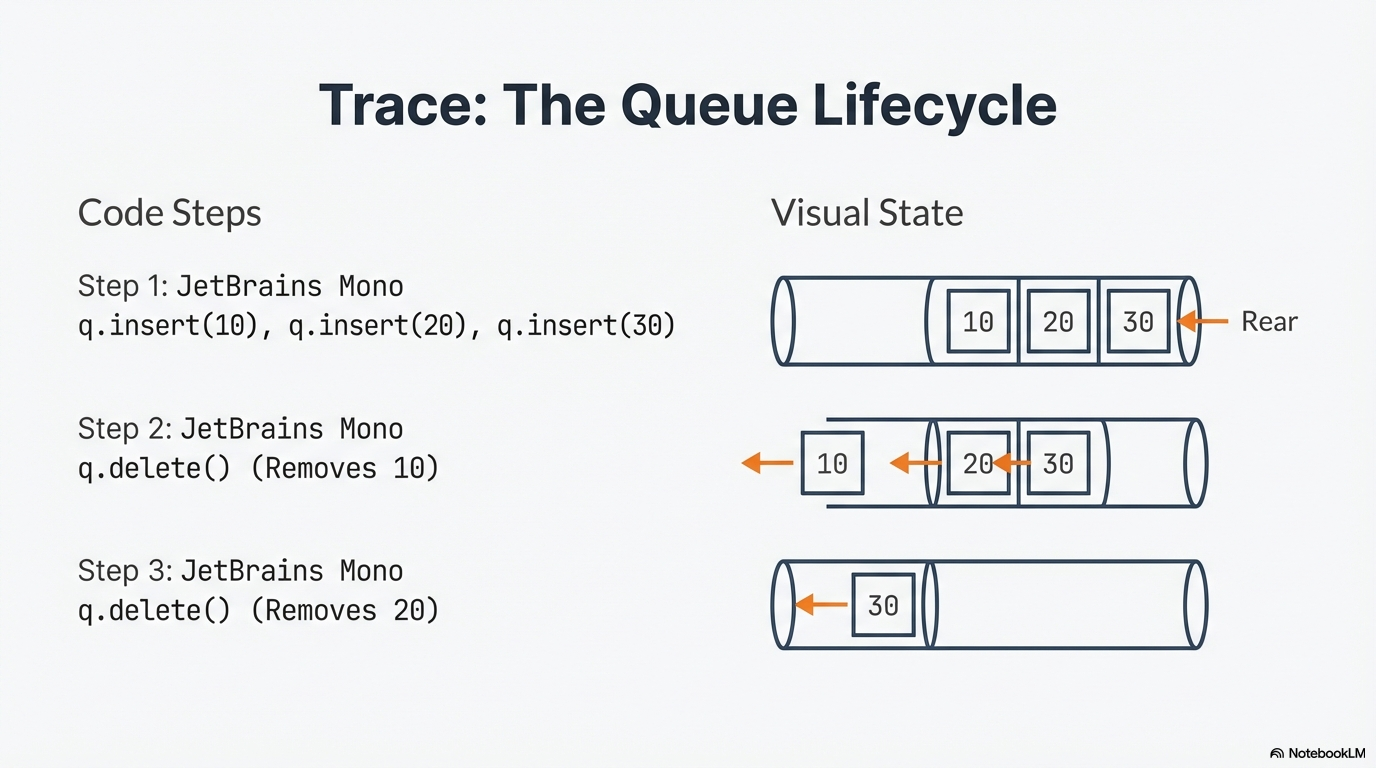 Trace: The Queue Lifecycle
Code Steps
Visual State
Step 1: JetBrains Mono
q.insert(10), q.insert(20), q.insert(30)
10 20 30 Rear
Step 2: JetBrains Mono
q.delete() (Removes 10)
10 20 30
Step 3: JetBrains Mono
q.delete() (Removes 20)
30
NotebookLM